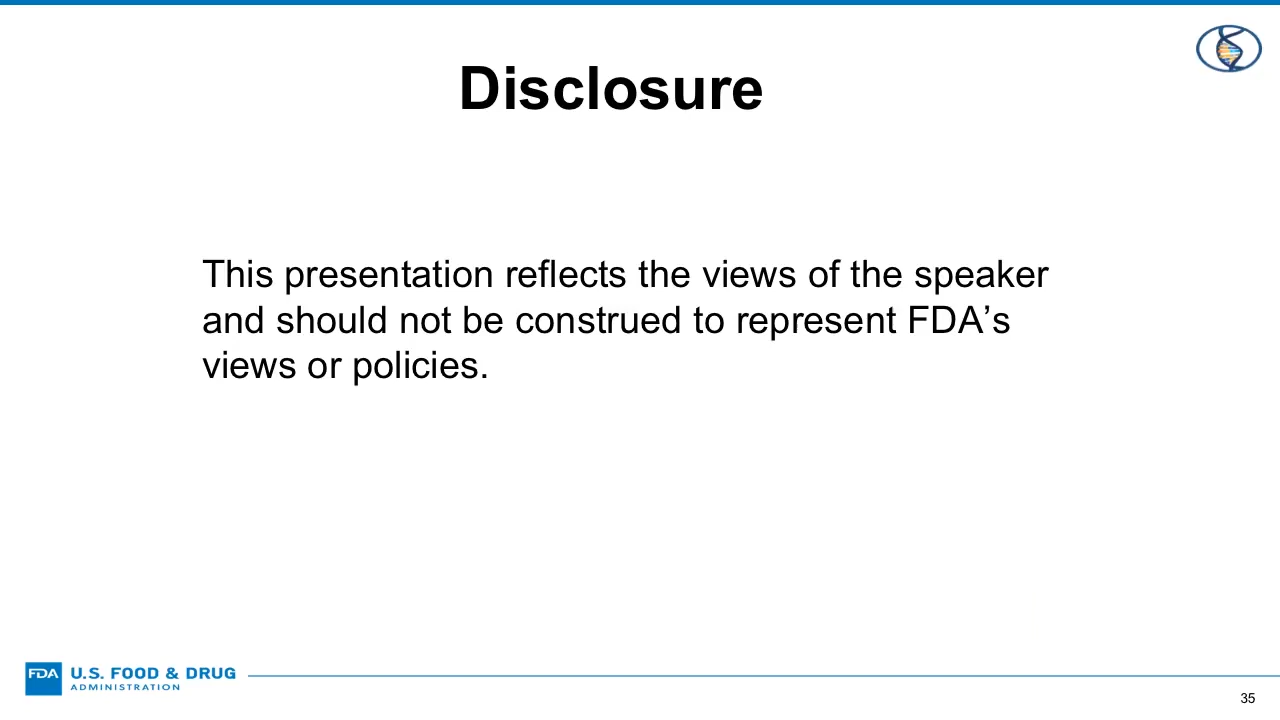 Disclosure
This presentation reflects the views of the speaker
and should not be construed to represent FDA’s
views or policies.
FDA
U.S. FOOD & DRUG
ADMINISTRATION
35